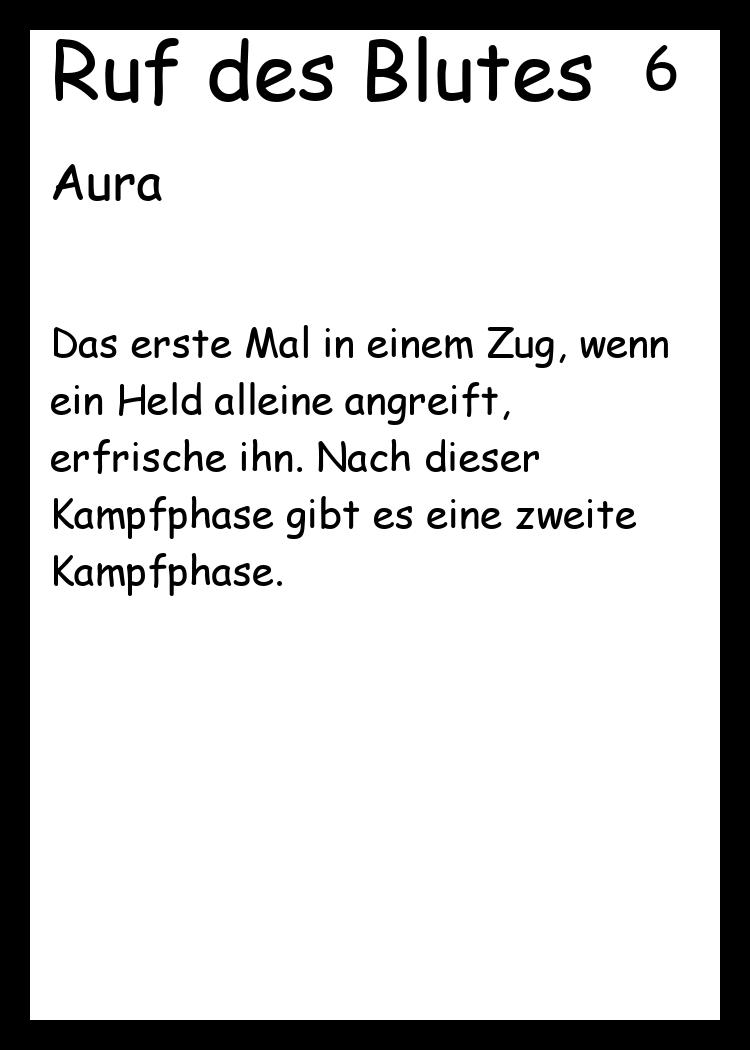 Ruf des Blutes 6
Aura
Das erste Mal in einem Zug, wenn
ein Held alleine angreift,
erfrische ihn. Nach dieser
Kampfphase gibt es eine zweite
Kampfphase.